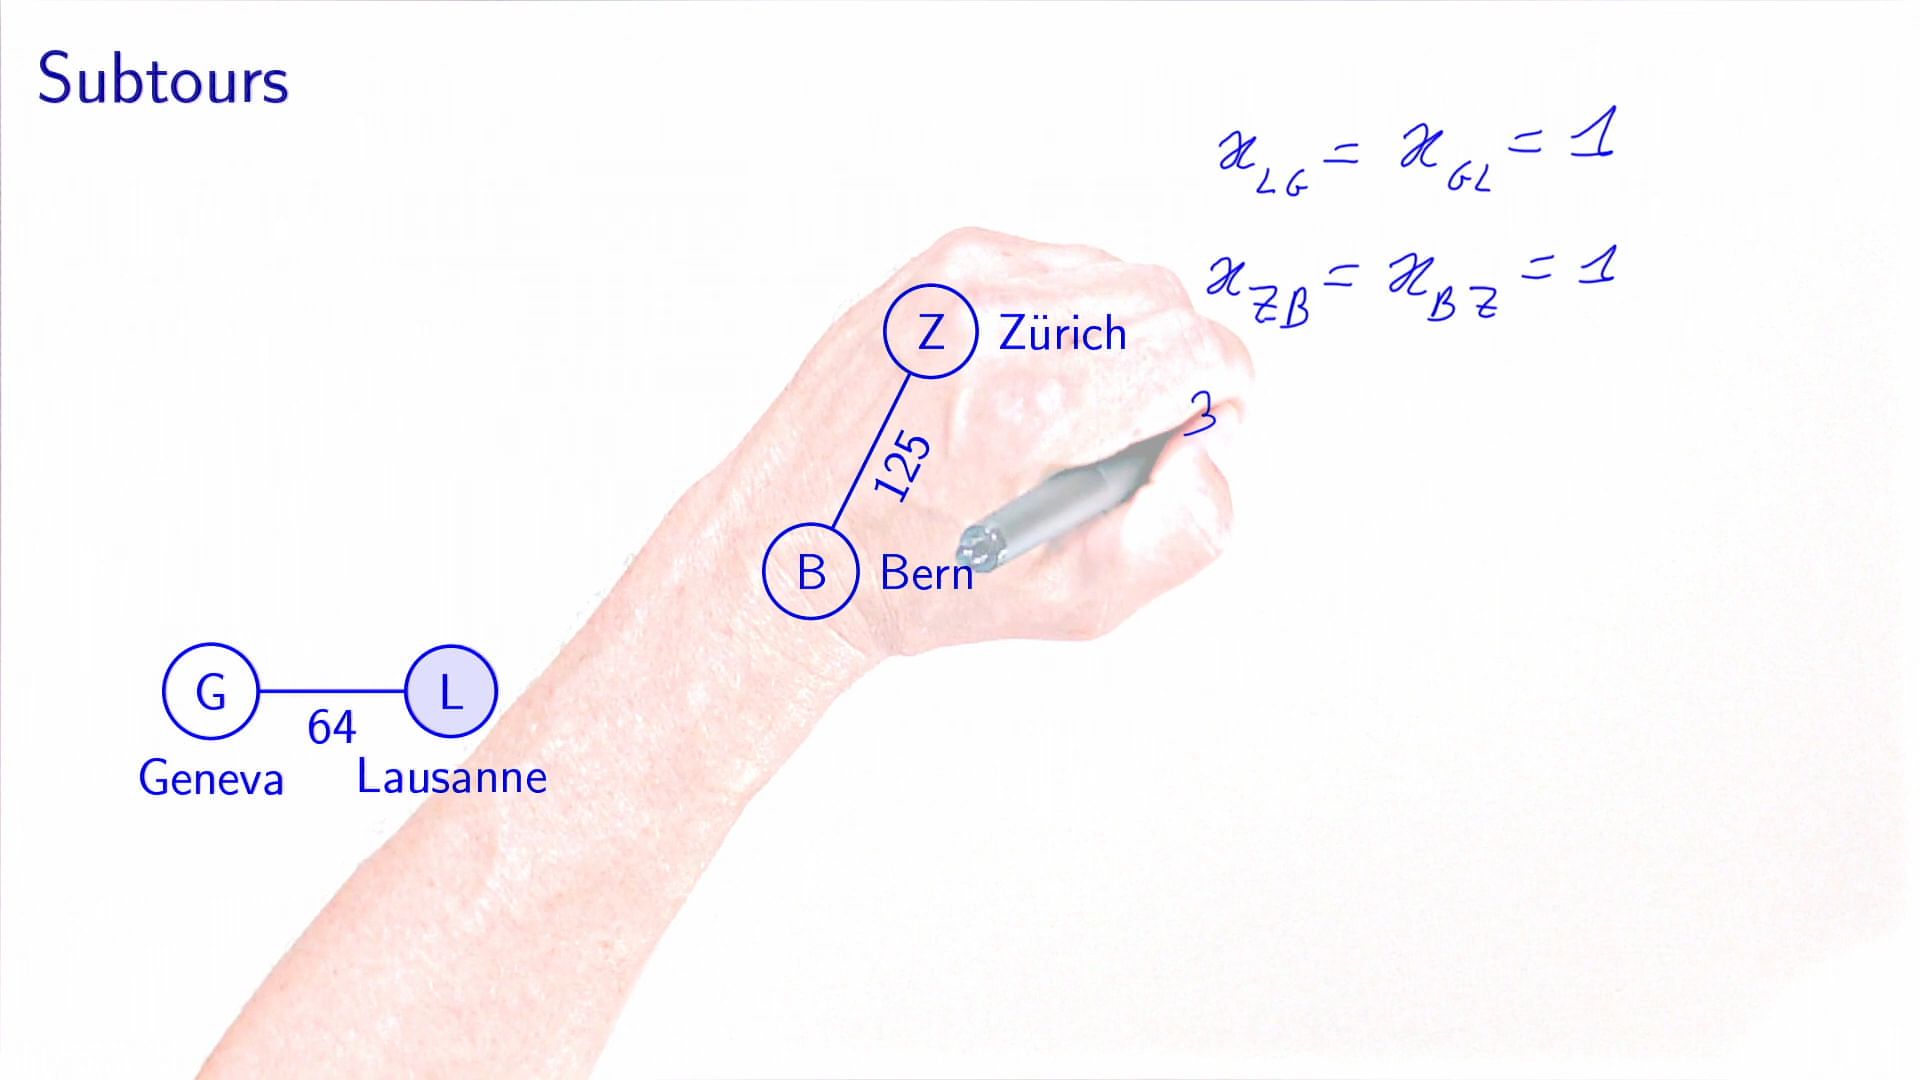 Subtours
x_LG = x_GL = 1
x_ZB = x_BZ = 1
Z Zürich
3
125
B Bern
G L
64
Geneva Lausanne